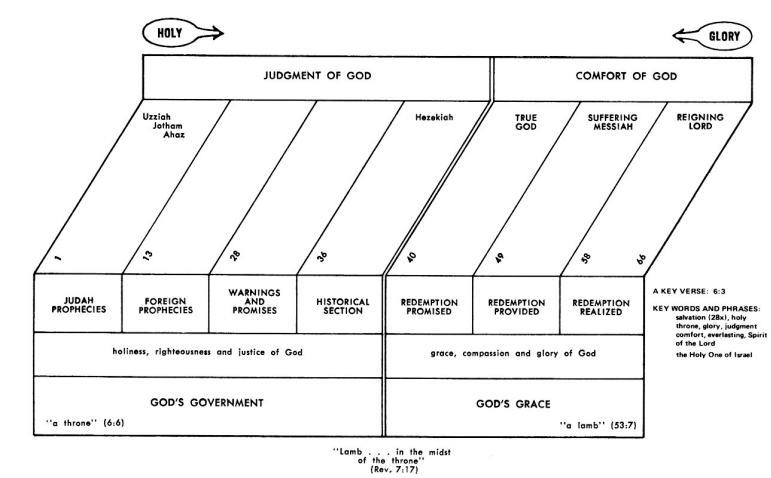 HOLY
GLORY
JUDGMENT OF GOD
COMFORT OF GOD
Uzziah
Jotham
Ahaz
Hezekiah
TRUE
GOD
SUFFERING
MESSIAH
REIGNING
LORD
1
13
28
36
40
49
58
66
JUDAH
PROPHECIES
FOREIGN
PROPHECIES
WARNINGS
AND
PROMISES
HISTORICAL
SECTION
REDEMPTION
PROMISED
REDEMPTION
PROVIDED
REDEMPTION
REALIZED
A KEY VERSE: 6:3
KEY WORDS AND PHRASES:
salvation (28x), holy
throne, glory, judgment
comfort, everlasting, Spirit
of the Lord
the Holy One of Israel
holiness, righteousness and justice of God
grace, compassion and glory of God
GOD'S GOVERNMENT
GOD'S GRACE
"a throne" (6:6)
"a lamb" (53:7)
"Lamb . . . in the midst
of the throne"
(Rev. 7:17)